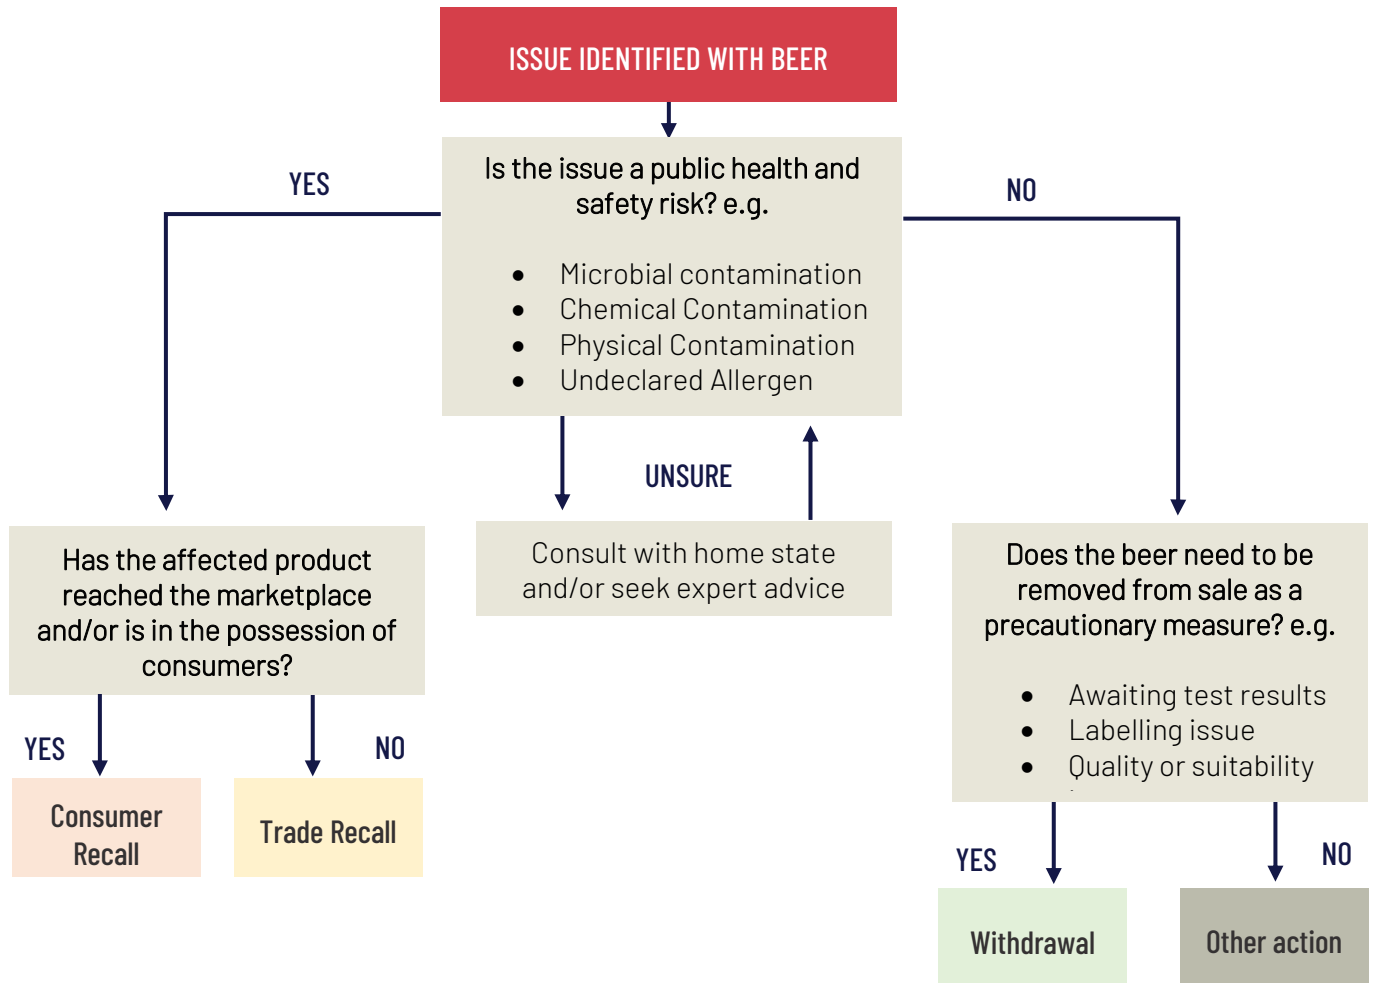 ISSUE IDENTIFIED WITH BEER
Is the issue a public health and
safety risk? e.g.
• Microbial contamination
• Chemical Contamination
• Physical Contamination
• Undeclared Allergen
YES
NO
UNSURE
Consult with home state
and/or seek expert advice
Has the affected product
reached the marketplace
and/or is in the possession of
consumers?
YES
NO
Consumer
Recall
Trade Recall
Does the beer need to be
removed from sale as a
precautionary measure? e.g.
• Awaiting test results
• Labelling issue
• Quality or suitability
YES
NO
Withdrawal
Other action